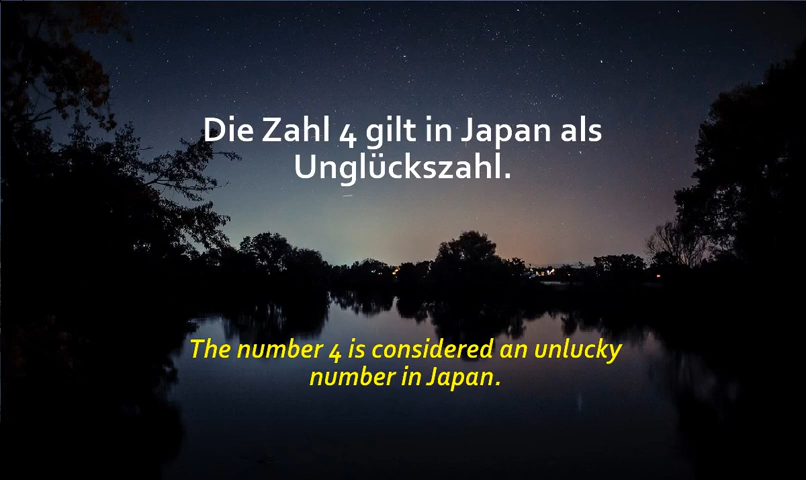 Die Zahl 4 gilt in Japan als
Unglückszahl.
The number 4 is considered an unlucky
number in Japan.